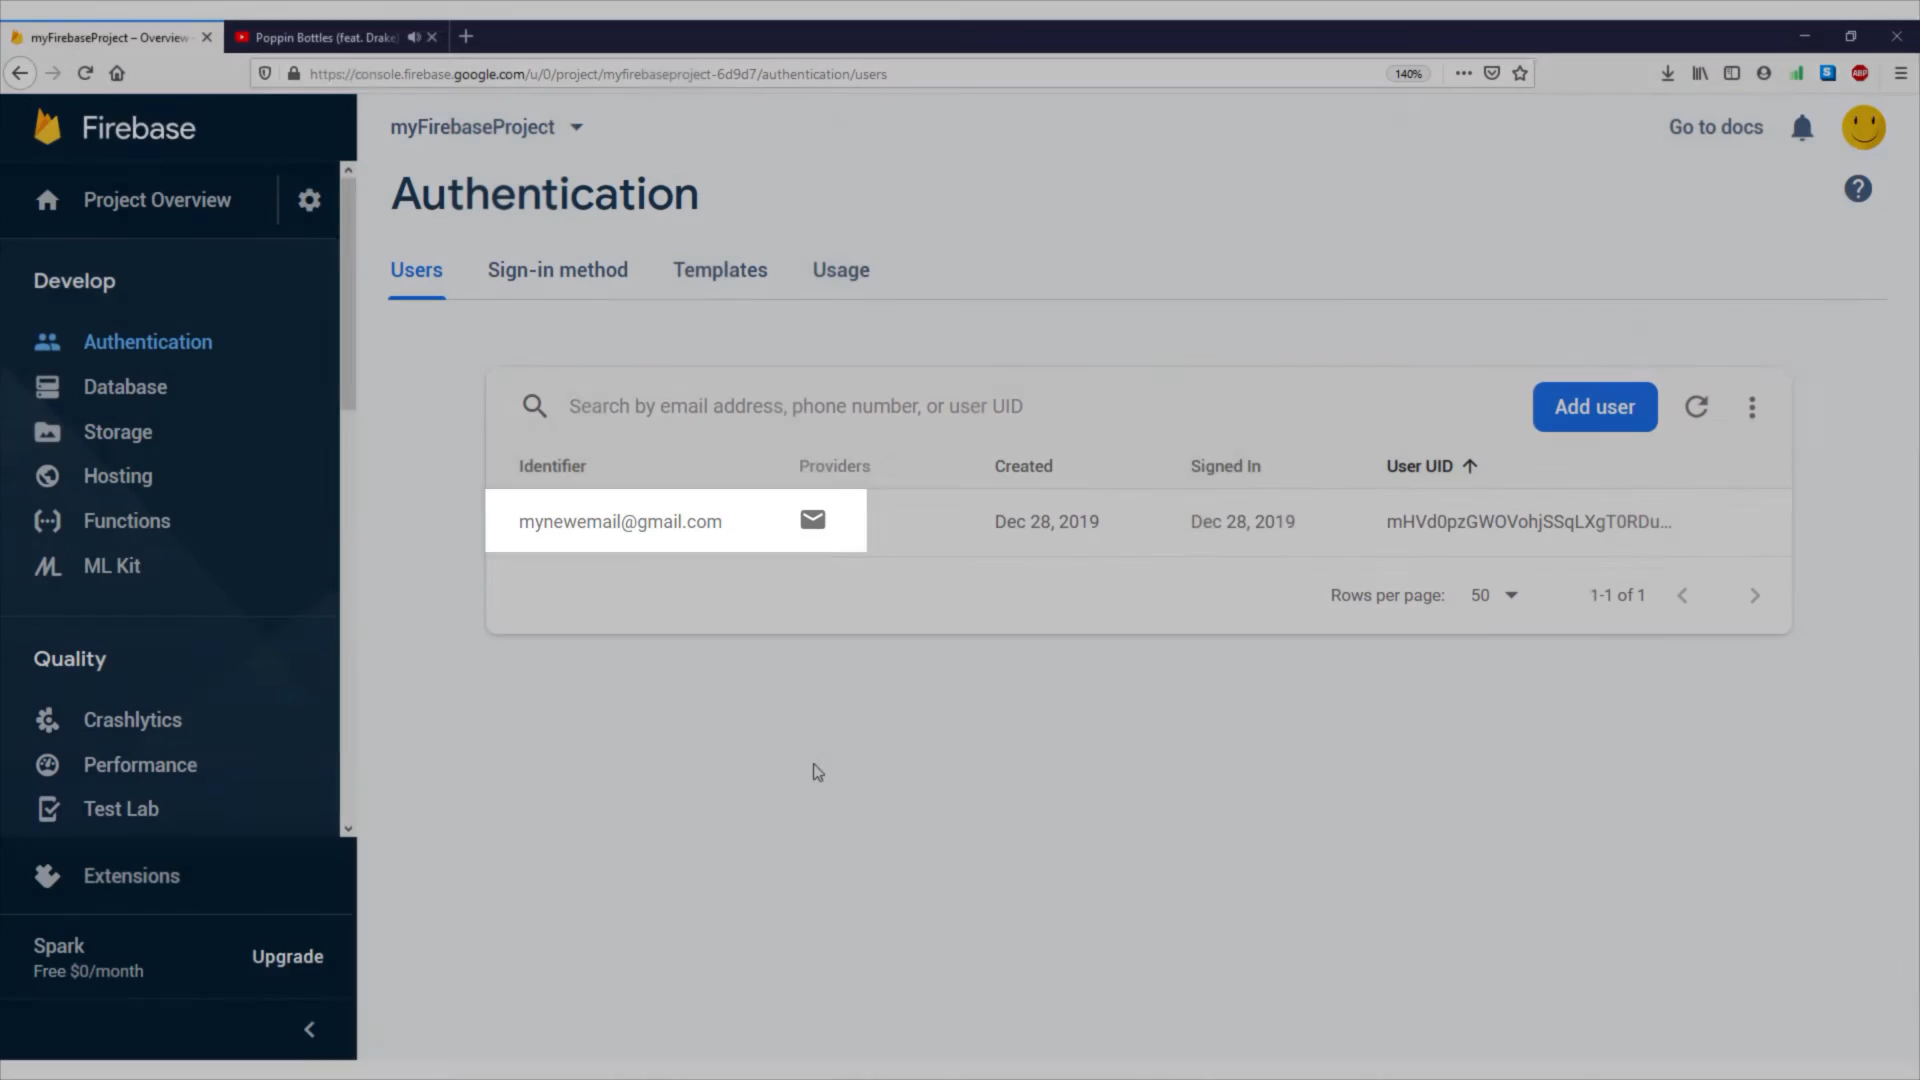 myFirebaseProject – Overview
Poppin Bottles (feat. Drake)
https://console.firebase.google.com/u/0/project/myfirebaseproject-6d9d7/authentication/users
140%
S
ABP
Firebase
myFirebaseProject
Go to docs
Project Overview
Authentication
?
Users
Sign-in method
Templates
Usage
Develop
Authentication
Database
Storage
Hosting
Functions
ML Kit
Search by email address, phone number, or user UID
Add user
Identifier
Providers
Created
Signed In
User UID
mynewemail@gmail.com
Dec 28, 2019
Dec 28, 2019
mHVd0pzGWOVohjSSqLXgT0RDu...
Rows per page:
50
1-1 of 1
Quality
Crashlytics
Performance
Test Lab
Extensions
Spark
Free $0/month
Upgrade